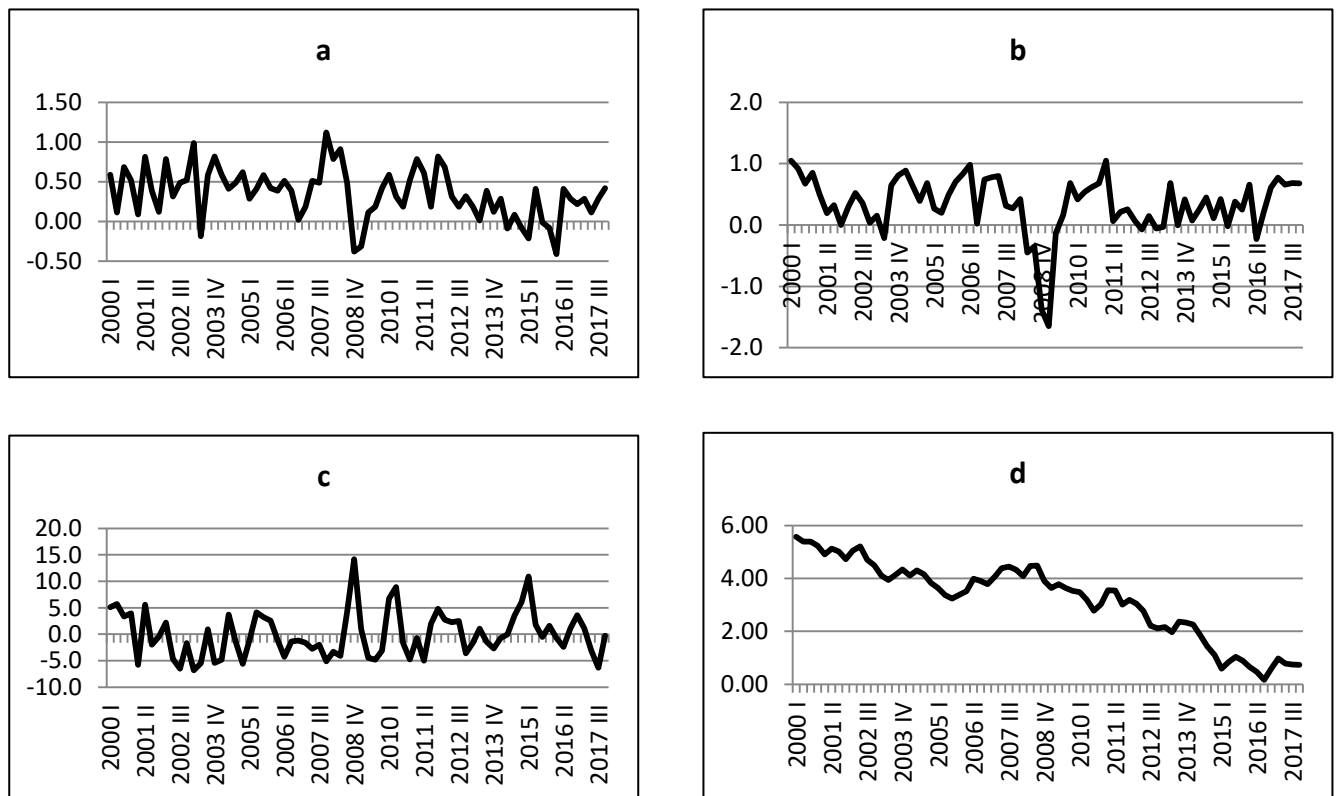 a
1.50
1.00
0.50
0.00
-0.50
2000 I
2001 II
2002 III
2003 IV
2005 I
2006 II
2007 III
2008 IV
2010 I
2011 II
2012 III
2013 IV
2015 I
2016 II
2017 III
b
2.0
1.0
0.0
-1.0
-2.0
2000 I
2001 II
2002 III
2003 IV
2005 I
2006 II
2007 III
2008 IV
2010 I
2011 II
2012 III
2013 IV
2015 I
2016 II
2017 III
c
20.0
15.0
10.0
5.0
0.0
-5.0
-10.0
2000 I
2001 II
2002 III
2003 IV
2005 I
2006 II
2007 III
2008 IV
2010 I
2011 II
2012 III
2013 IV
2015 I
2016 II
2017 III
d
6.00
4.00
2.00
0.00
2000 I
2001 II
2002 III
2003 IV
2005 I
2006 II
2007 III
2008 IV
2010 I
2011 II
2012 III
2013 IV
2015 I
2016 II
2017 III